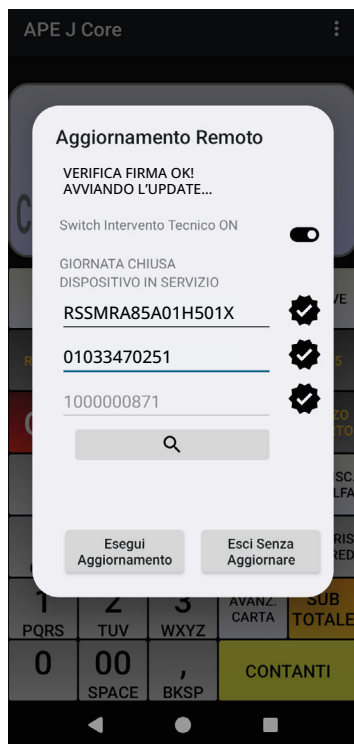 APE J Core
Aggiornamento Remoto
VERIFICA FIRMA OK!
AVVIANDO L'UPDATE...
Switch Intervento Tecnico ON
GIORNATA CHIUSA
DISPOSITIVO IN SERVIZIO
RSSMRA85A01H501X
01033470251
1000000871
Esegui
Aggiornamento
Esci Senza
Aggiornare
1
PQRS
2
TUV
3
WXYZ
AVANZ.
CARTA
SUB
TOTALE
0
00
SPACE
,
BKSP
CONTANTI